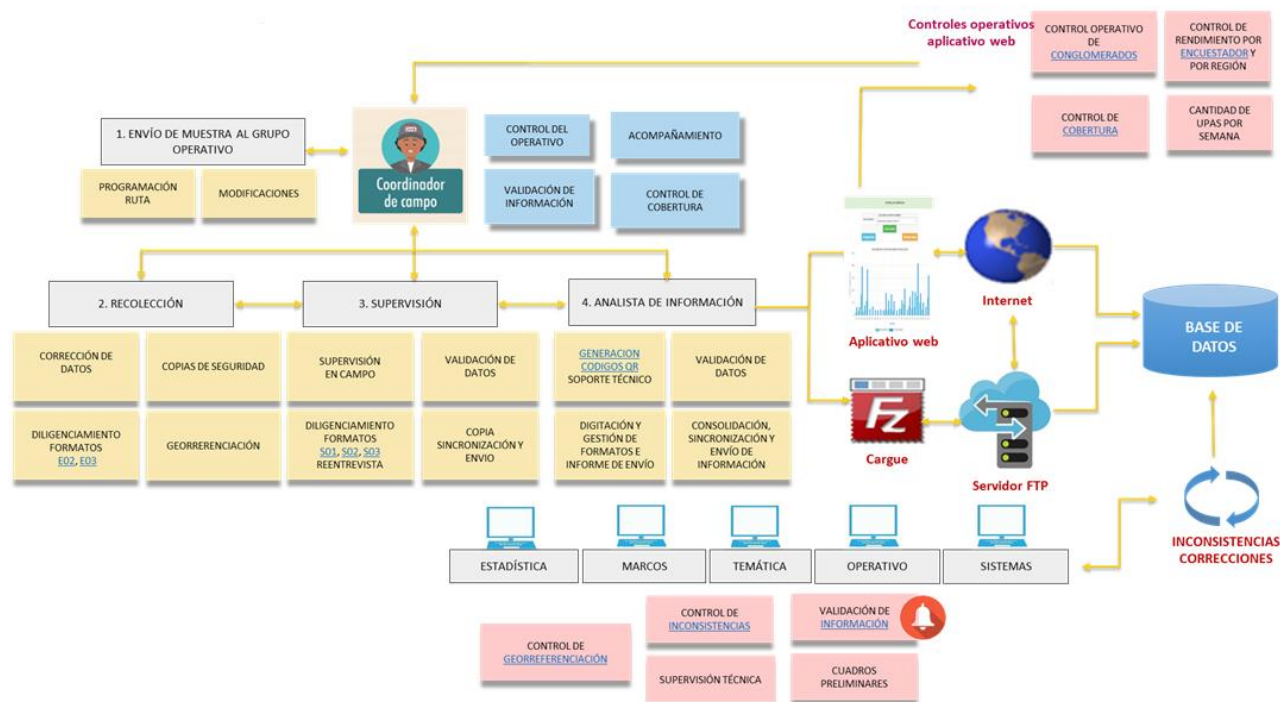 Controles operativos
aplicativo web
CONTROL OPERATIVO
DE
CONGLOMERADOS
CONTROL DE
RENDIMIENTO POR
ENCUESTADOR Y
POR REGIÓN
CONTROL DE
COBERTURA
CANTIDAD DE
UPAS POR
SEMANA
1. ENVÍO DE MUESTRA AL GRUPO
OPERATIVO
PROGRAMACIÓN
RUTA
MODIFICACIONES
Coordinador
de campo
CONTROL DEL
OPERATIVO
ACOMPAÑAMIENTO
VALIDACIÓN DE
INFORMACIÓN
CONTROL DE
COBERTURA
2. RECOLECCIÓN
3. SUPERVISIÓN
4. ANALISTA DE INFORMACIÓN
CORRECCIÓN DE
DATOS
COPIAS DE SEGURIDAD
SUPERVISIÓN
EN CAMPO
VALIDACIÓN DE
DATOS
GENERACION
CODIGOS QR
SOPORTE TÉCNICO
VALIDACIÓN DE
DATOS
DILIGENCIAMIENTO
FORMATOS
E02, E03
GEORRERENCIACIÓN
DILIGENCIAMIENTO
FORMATOS
S01, S02, S03
REENTREVISTA
COPIA
SINCRONIZACIÓN Y
ENVIO
DIGITACIÓN Y
GESTIÓN DE
FORMATOS E
INFORME DE ENVÍO
CONSOLIDACIÓN,
SINCRONIZACIÓN Y
ENVÍO DE
INFORMACIÓN
Aplicativo web
Internet
Fz
Cargue
Servidor FTP
BASE DE
DATOS
INCONSISTENCIAS
CORRECCIONES
ESTADÍSTICA
MARCOS
TEMÁTICA
OPERATIVO
SISTEMAS
CONTROL DE
GEORREFERENCIACIÓN
CONTROL DE
INCONSISTENCIAS
VALIDACIÓN DE
INFORMACIÓN
SUPERVISIÓN TÉCNICA
CUADROS
PRELIMINARES